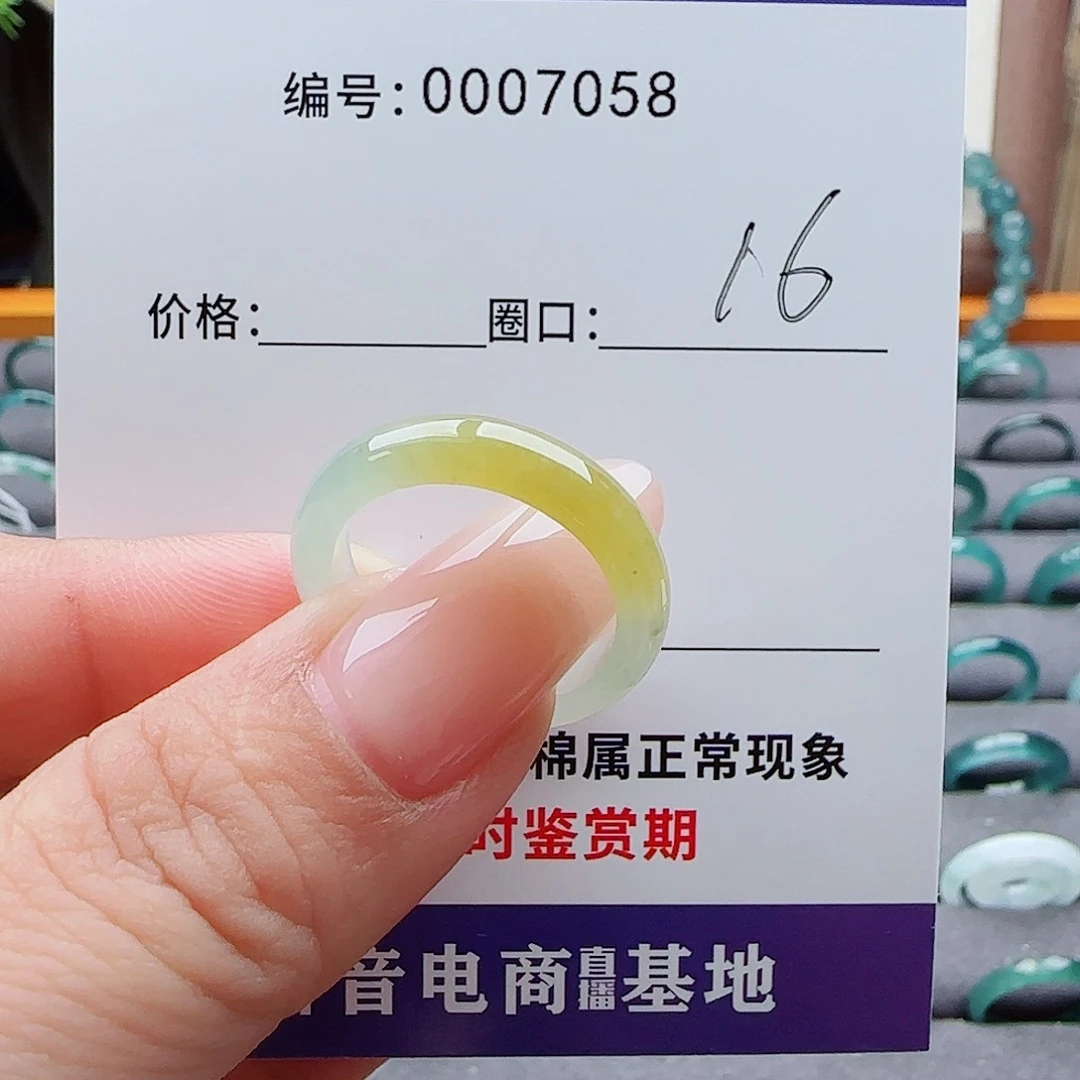 编号：0007058
价格： 圈口：16
棉属正常现象
时鉴赏期
音电商直播基地